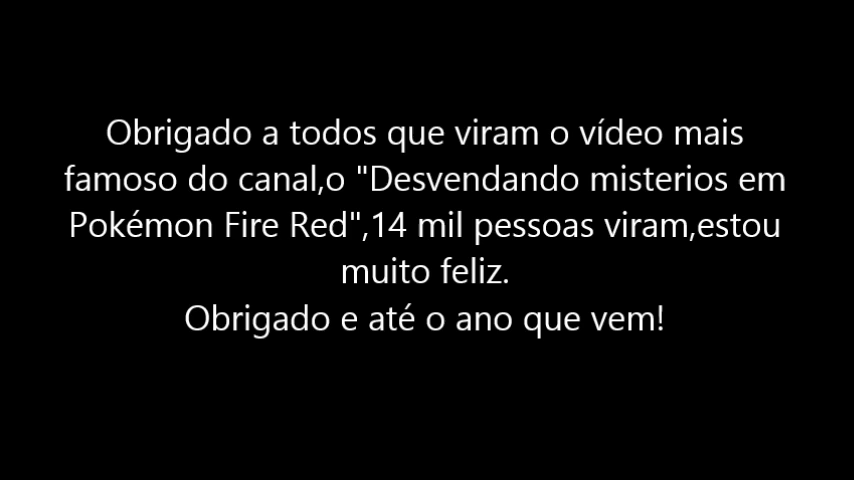 Obrigado a todos que viram o vídeo mais
famoso do canal,o "Desvendando misterios em
Pokémon Fire Red",14 mil pessoas viram,estou
muito feliz.
Obrigado e até o ano que vem!